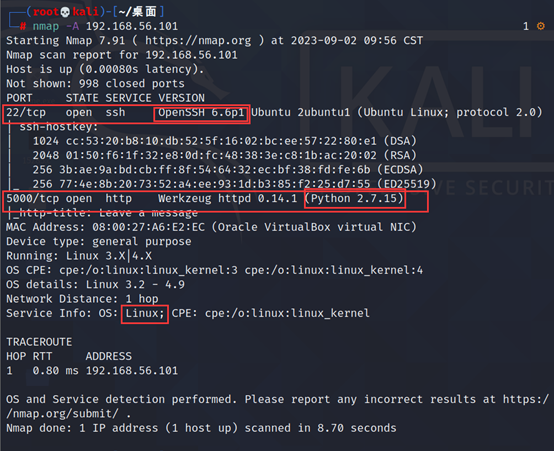 (root💀kali)-[~/桌面]
# nmap -A 192.168.56.101 1 ⚙
Starting Nmap 7.91 ( https://nmap.org ) at 2023-09-02 09:56 CST
Nmap scan report for 192.168.56.101
Host is up (0.00080s latency).
Not shown: 998 closed ports
PORT     STATE SERVICE VERSION
22/tcp   open  ssh     OpenSSH 6.6p1 Ubuntu 2ubuntu1 (Ubuntu Linux; protocol 2.0)
| ssh-hostkey:
|   1024 cc:53:20:b8:10:db:52:5f:16:02:bc:ee:57:22:80:e1 (DSA)
|   2048 01:50:f6:1f:32:e8:0d:fc:48:38:3e:c8:1b:ac:20:02 (RSA)
|   256 3b:ae:9a:bd:cb:ff:8f:54:64:32:ec:bf:38:fd:fe:6b (ECDSA)
|_  256 77:4e:8b:20:73:52:a4:ee:93:1d:b3:85:f2:25:d7:55 (ED25519)
5000/tcp open  http    Werkzeug httpd 0.14.1 (Python 2.7.15)
|_http-title: Leave a message
MAC Address: 08:00:27:A6:E2:EC (Oracle VirtualBox virtual NIC)
Device type: general purpose
Running: Linux 3.X|4.X
OS CPE: cpe:/o:linux:linux_kernel:3 cpe:/o:linux:linux_kernel:4
OS details: Linux 3.2 - 4.9
Network Distance: 1 hop
Service Info: OS: Linux; CPE: cpe:/o:linux:linux_kernel
TRACEROUTE
HOP RTT     ADDRESS
1   0.80 ms 192.168.56.101
OS and Service detection performed. Please report any incorrect results at https:/
/nmap.org/submit/ .
Nmap done: 1 IP address (1 host up) scanned in 8.70 seconds